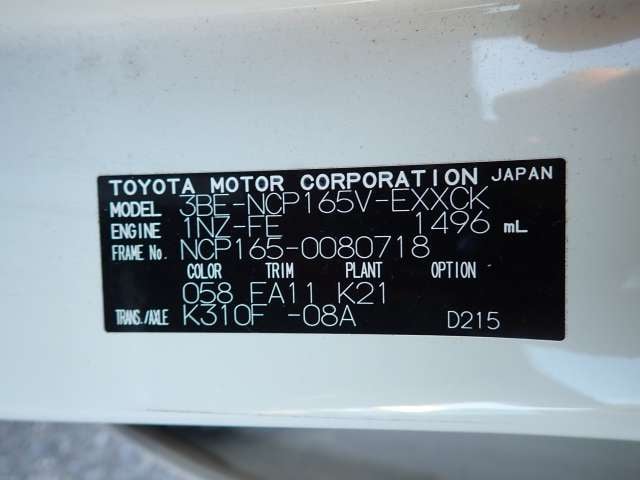 TOYOTA MOTOR CORPORATION JAPAN
MODEL 3BE-NCP165V-EXXCK
ENGINE 1NZ-FE 1496 mL
FRAME No. NCP165-0080718
COLOR TRIM PLANT OPTION
058 FA11 K21
TRANS./AXLE K310F -08A D215